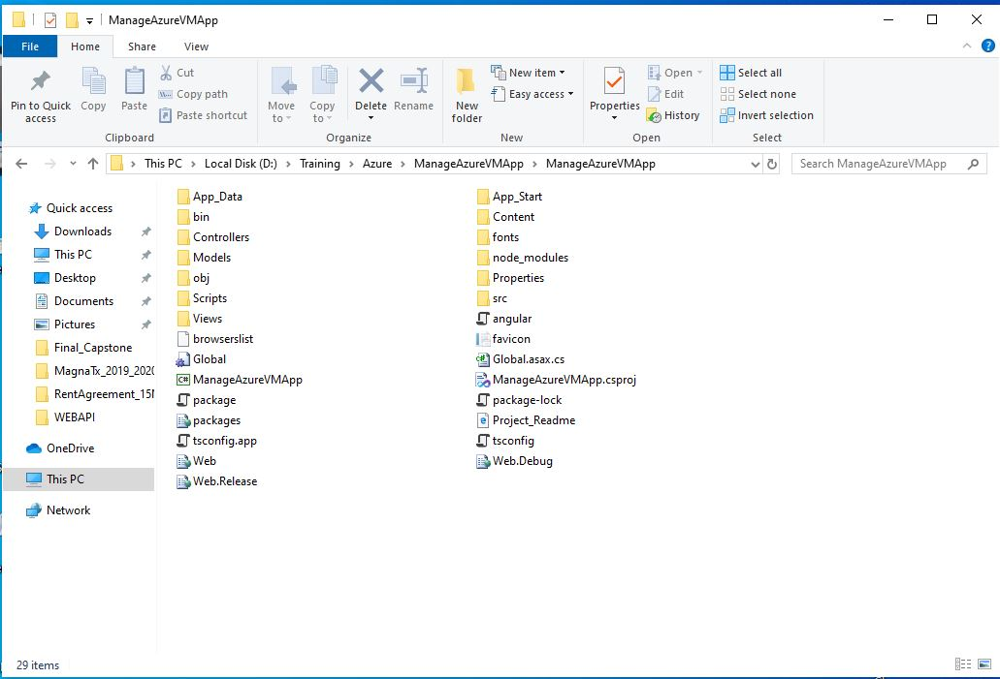 ManageAzureVMApp
File Home Share View
Pin to Quick access
Copy
Paste
Cut
Copy path
Paste shortcut
Clipboard
Move to
Copy to
Delete
Rename
Organize
New folder
New item
Easy access
New
Properties
Open
Edit
History
Open
Select all
Select none
Invert selection
Select
This PC > Local Disk (D:) > Training > Azure > ManageAzureVMApp > ManageAzureVMApp
Search ManageAzureVMApp
Quick access
Downloads
This PC
Desktop
Documents
Pictures
Final_Capstone
MagnaTx_2019_2020
RentAgreement_15
WEBAPI
OneDrive
This PC
Network
App_Data App_Start
bin Content
Controllers fonts
Models node_modules
obj Properties
Scripts src
Views angular
browserslist favicon
Global Global.asax.cs
C# ManageAzureVMApp ManageAzureVMApp.csproj
package package-lock
packages Project_Readme
tsconfig.app tsconfig
Web Web.Debug
Web.Release
29 items